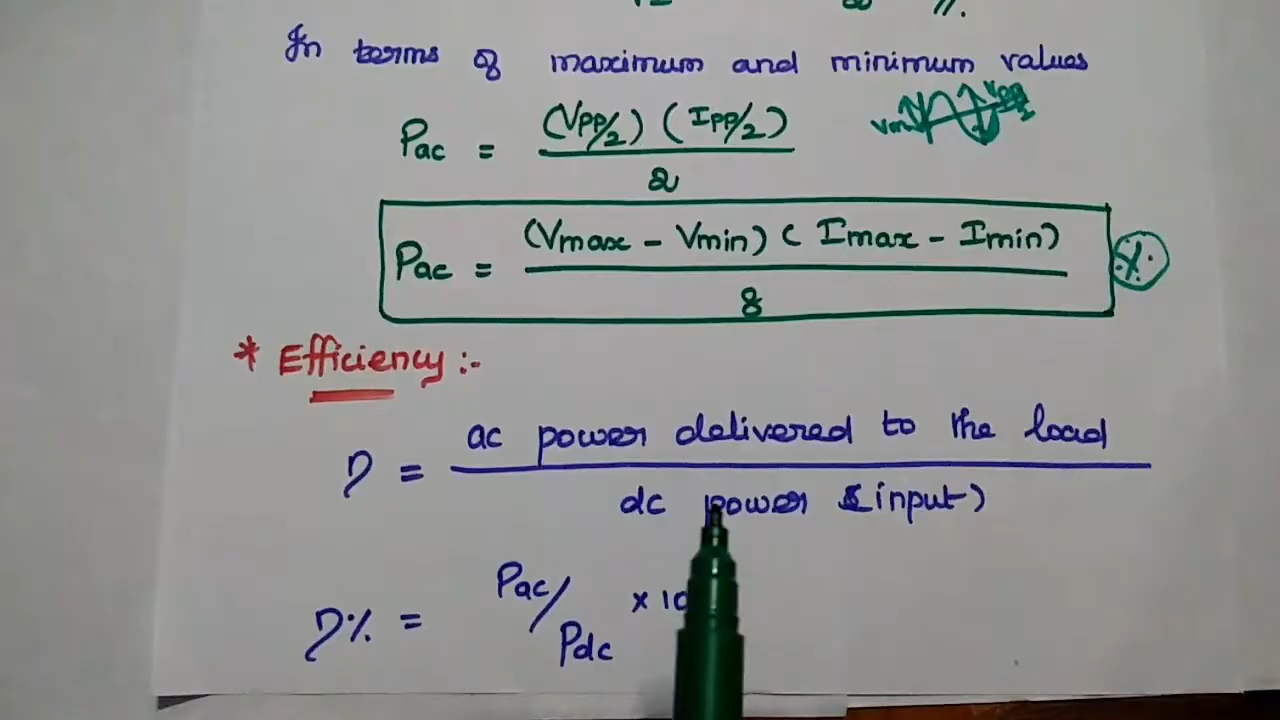 In terms of maximum and minimum values
Pac = (VPP/2) (IPP/2) / 2
Pac = (Vmax - Vmin) ( Imax - Imin) / 8
* Efficiency :-
η = ac power delivered to the load / dc power (input)
η% = Pac/Pdc × 10